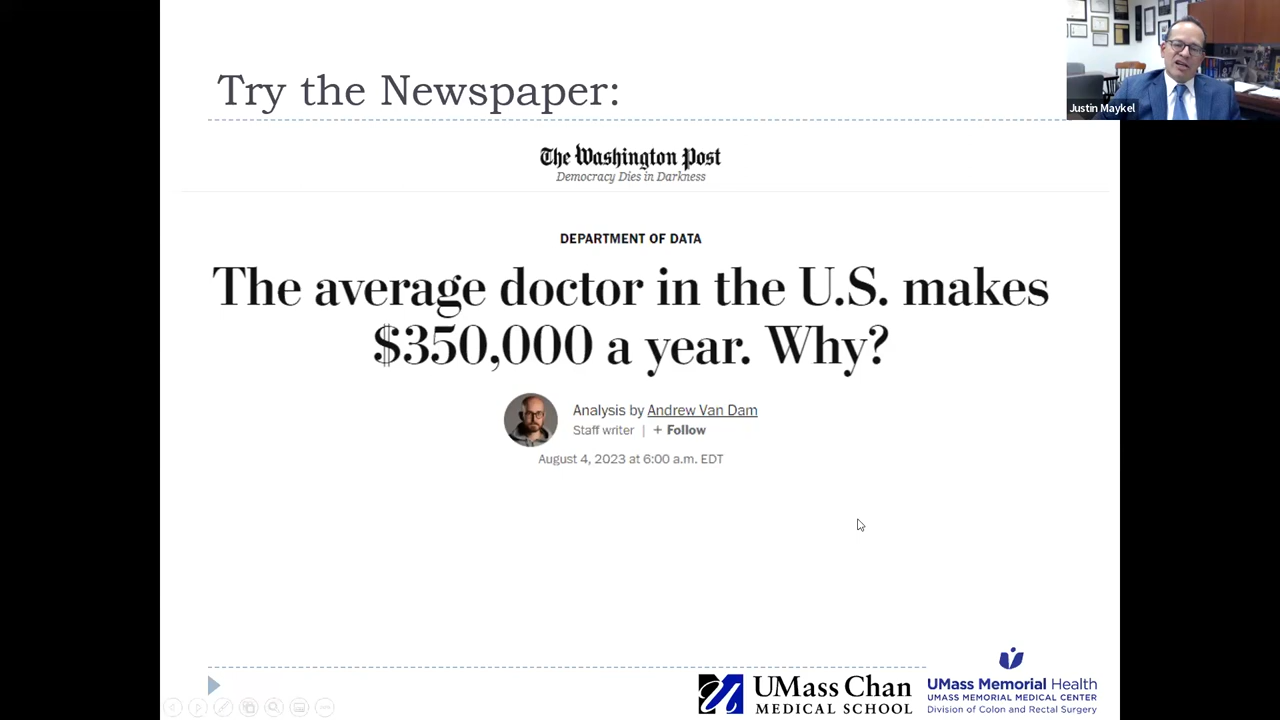 Try the Newspaper:
Justin Maykel
The Washington Post
Democracy Dies in Darkness
DEPARTMENT OF DATA
The average doctor in the U.S. makes
$350,000 a year. Why?
Analysis by Andrew Van Dam
Staff writer | + Follow
August 4, 2023 at 6:00 a.m. EDT
UMass Chan
MEDICAL SCHOOL
UMass Memorial Health
UMASS MEMORIAL MEDICAL CENTER
Division of Colon and Rectal Surgery